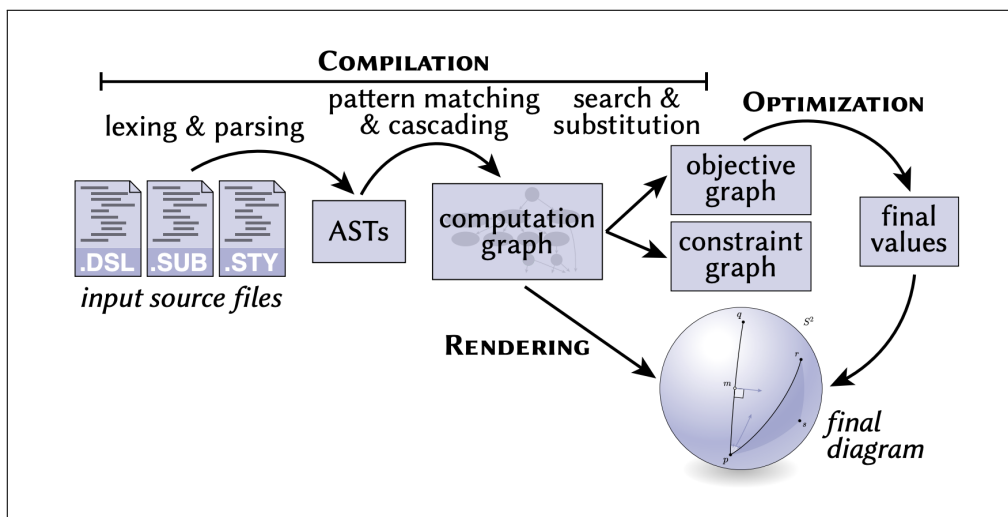 COMPILATION
lexing & parsing
pattern matching
& cascading
search &
substitution
OPTIMIZATION
.DSL
.SUB
.STY
input source files
ASTs
computation
graph
objective
graph
constraint
graph
final
values
RENDERING
q
S²
r
m
s
p
final
diagram